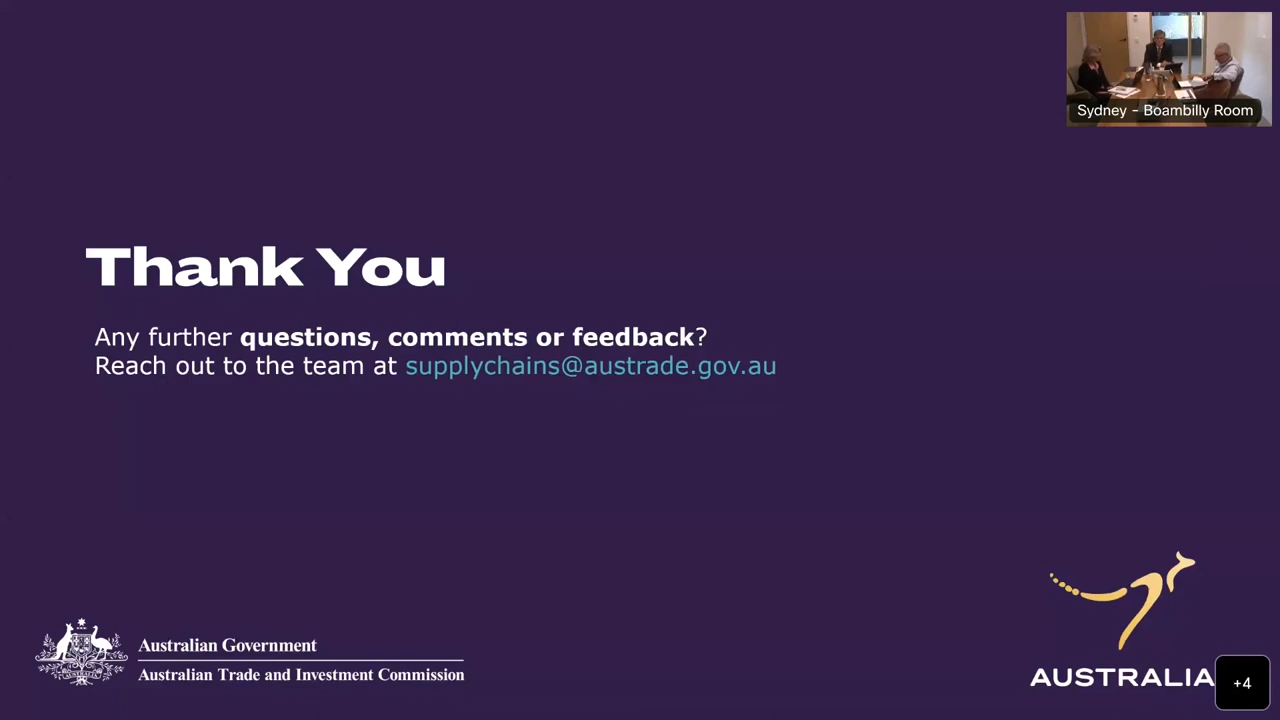 Sydney - Boambilly Room
Thank You
Any further questions, comments or feedback?
Reach out to the team at supplychains@austrade.gov.au
Australian Government
Australian Trade and Investment Commission
AUSTRALIA
+4